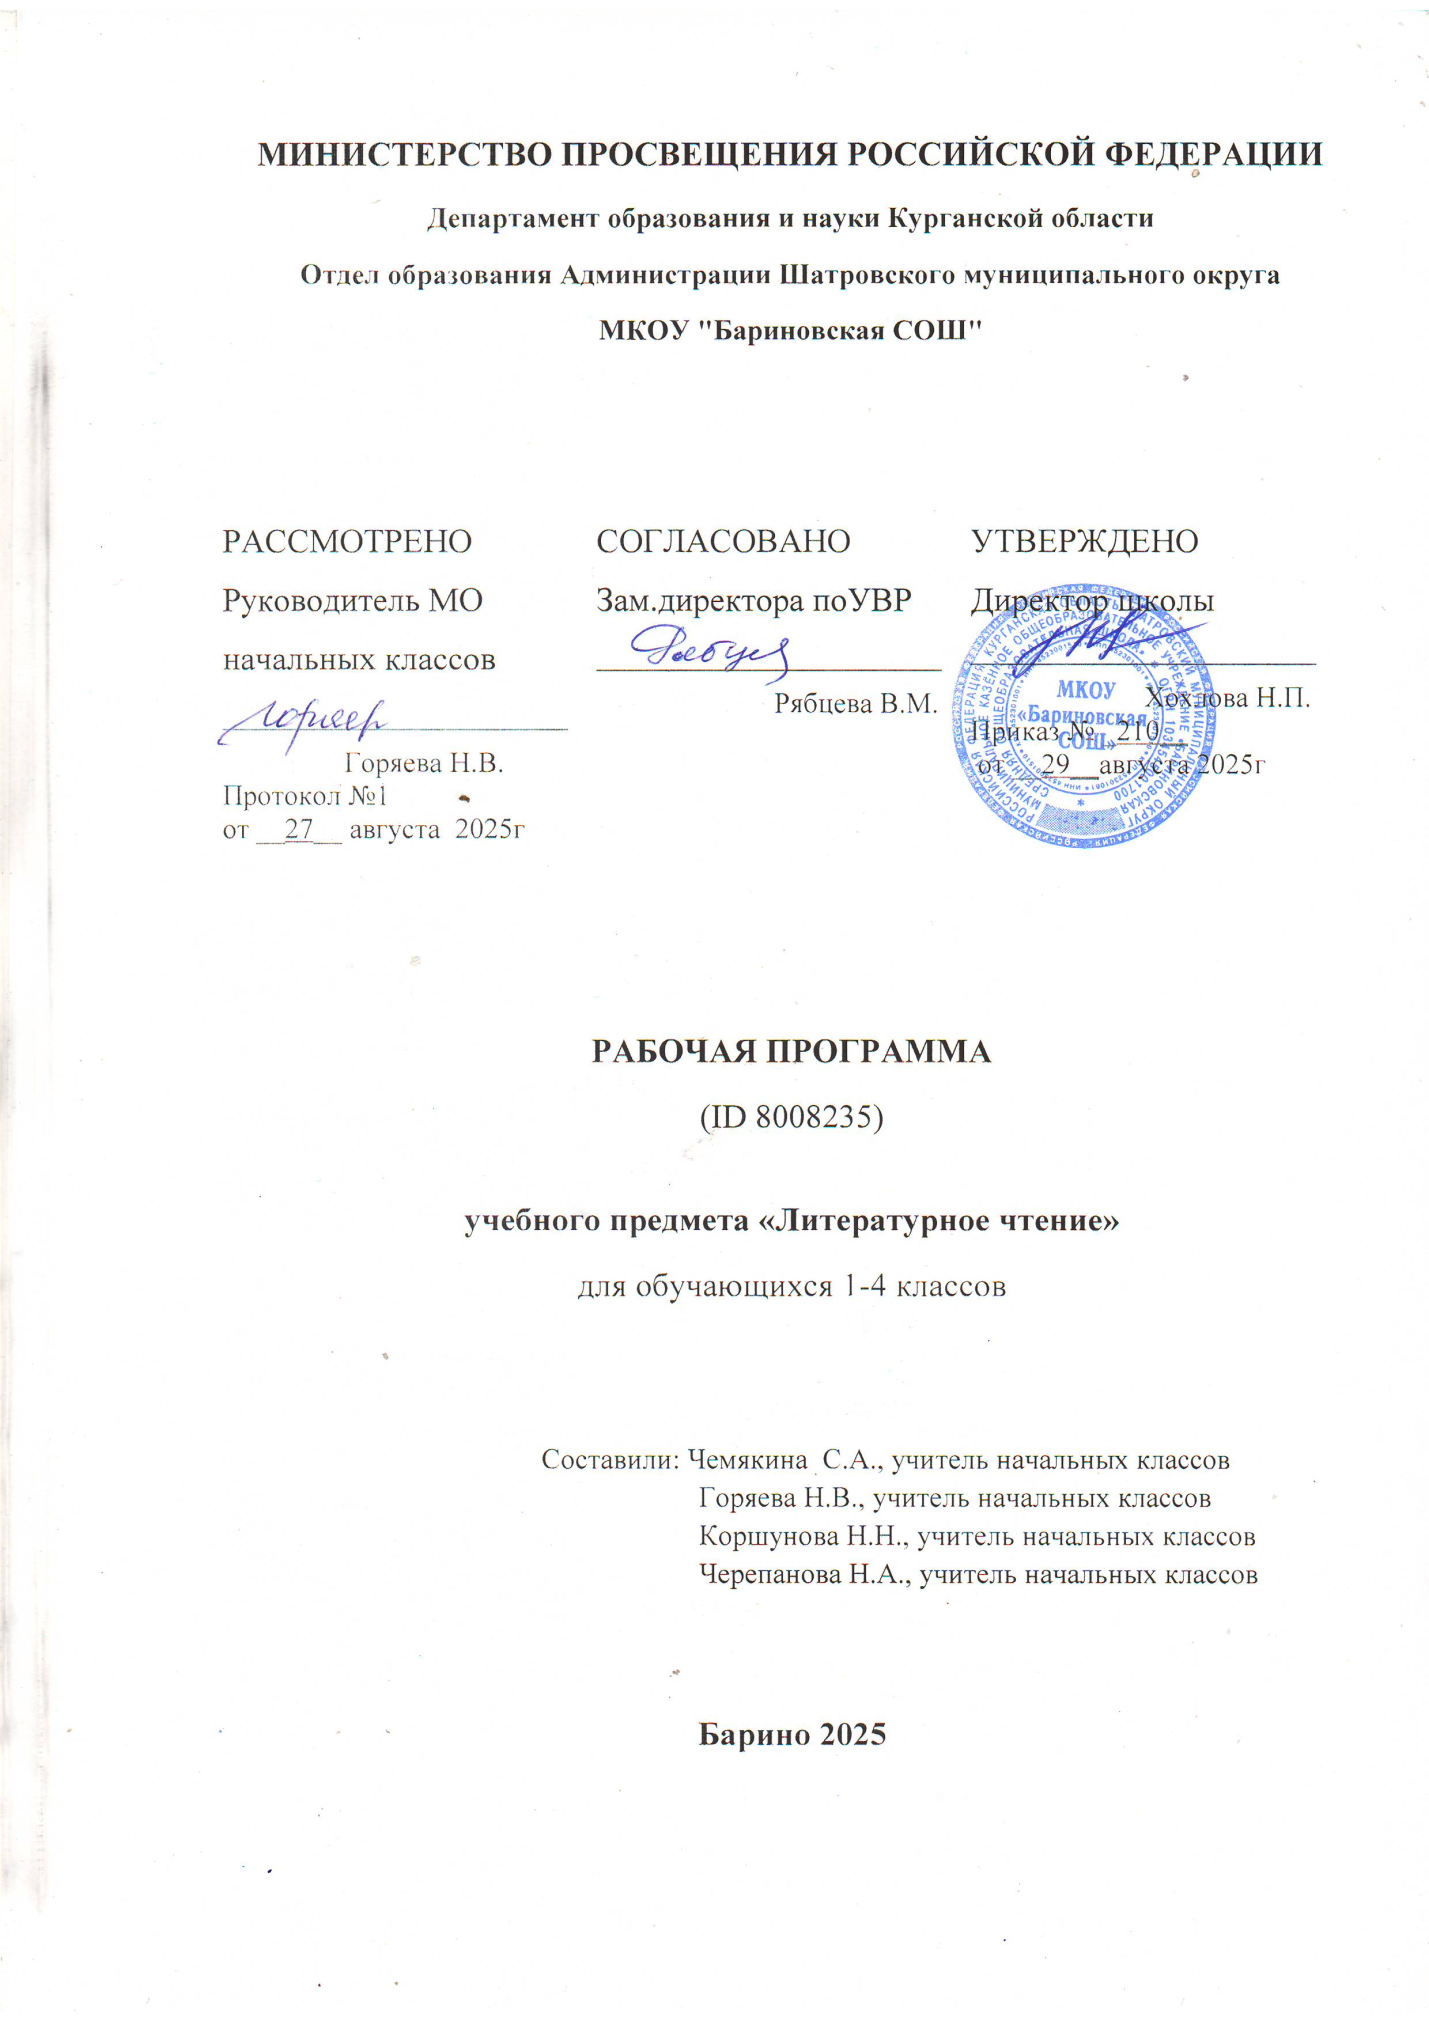 МИНИСТЕРСТВО ПРОСВЕЩЕНИЯ РОССИЙСКОЙ ФЕДЕРАЦИИ
Департамент образования и науки Курганской области
Отдел образования Администрации Шатровского муниципального округа
МКОУ "Бариновская СОШ"
РАССМОТРЕНО
Руководитель МО
начальных классов
Горяева Н.В.
Протокол №1
от __27__ августа 2025г
СОГЛАСОВАНО
Зам.директора поУВР
Рябцева В.М.
УТВЕРЖДЕНО
Директор школы
Хохлова Н.П.
Приказ № _210__
от __29__августа 2025г
МКОУ
«Бариновская
СОШ»
РАБОЧАЯ ПРОГРАММА
(ID 8008235)
учебного предмета «Литературное чтение»
для обучающихся 1-4 классов
Составили: Чемякина С.А., учитель начальных классов
Горяева Н.В., учитель начальных классов
Коршунова Н.Н., учитель начальных классов
Черепанова Н.А., учитель начальных классов
Барино 2025